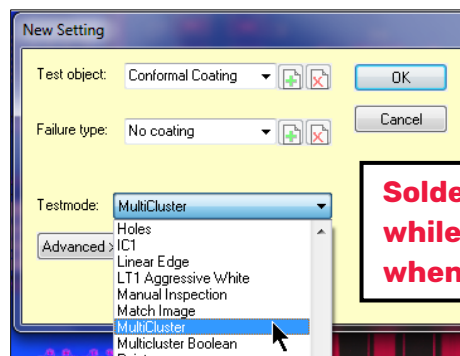 New Setting
Test object: Conformal Coating OK
Failure type: No coating Cancel
Testmode: MultiCluster
Advanced
Holes
IC1
Linear Edge
LT1 Aggressive White
Manual Inspection
Match Image
MultiCluster
Multicluster Boolean
while
when